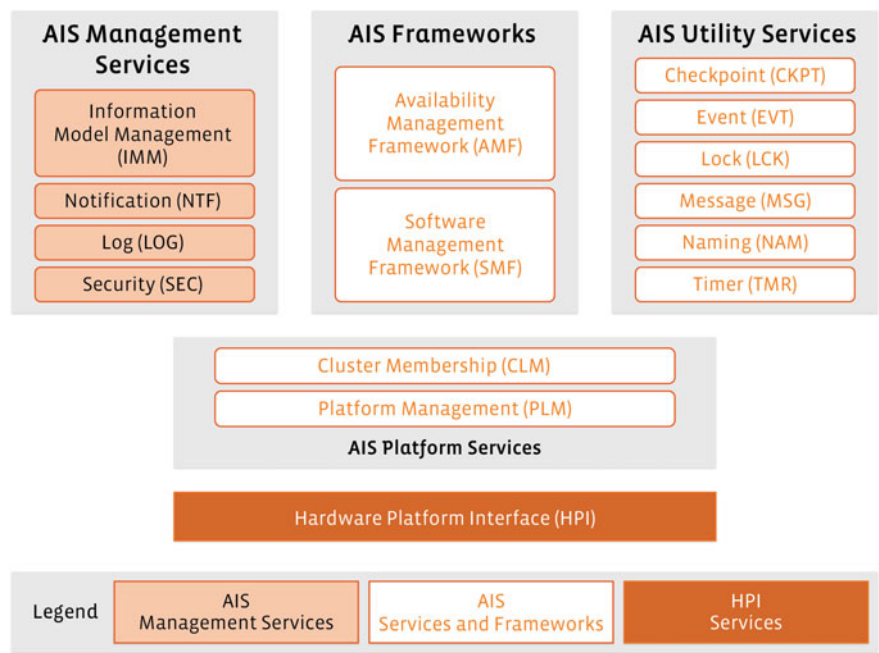 AIS Management
Services
Information
Model Management
(IMM)
Notification (NTF)
Log (LOG)
Security (SEC)
AIS Frameworks
Availability
Management
Framework (AMF)
Software
Management
Framework (SMF)
AIS Utility Services
Checkpoint (CKPT)
Event (EVT)
Lock (LCK)
Message (MSG)
Naming (NAM)
Timer (TMR)
Cluster Membership (CLM)
Platform Management (PLM)
AIS Platform Services
Hardware Platform Interface (HPI)
Legend
AIS
Management Services
AIS
Services and Frameworks
HPI
Services